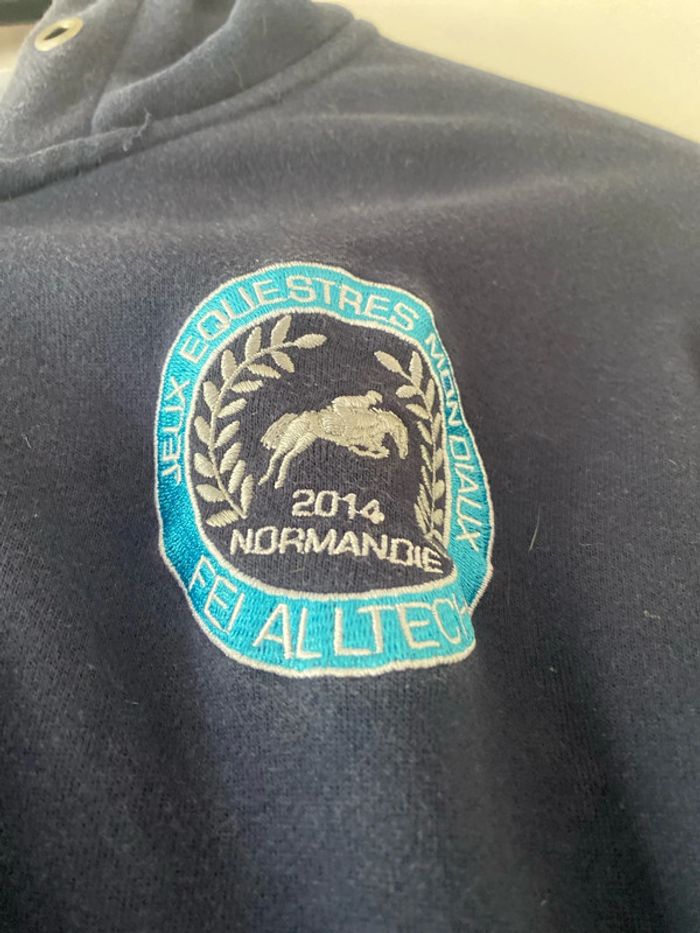 JEUX EQUESTRES MONDIAUX
2014
NORMANDIE
FEI ALLTECH